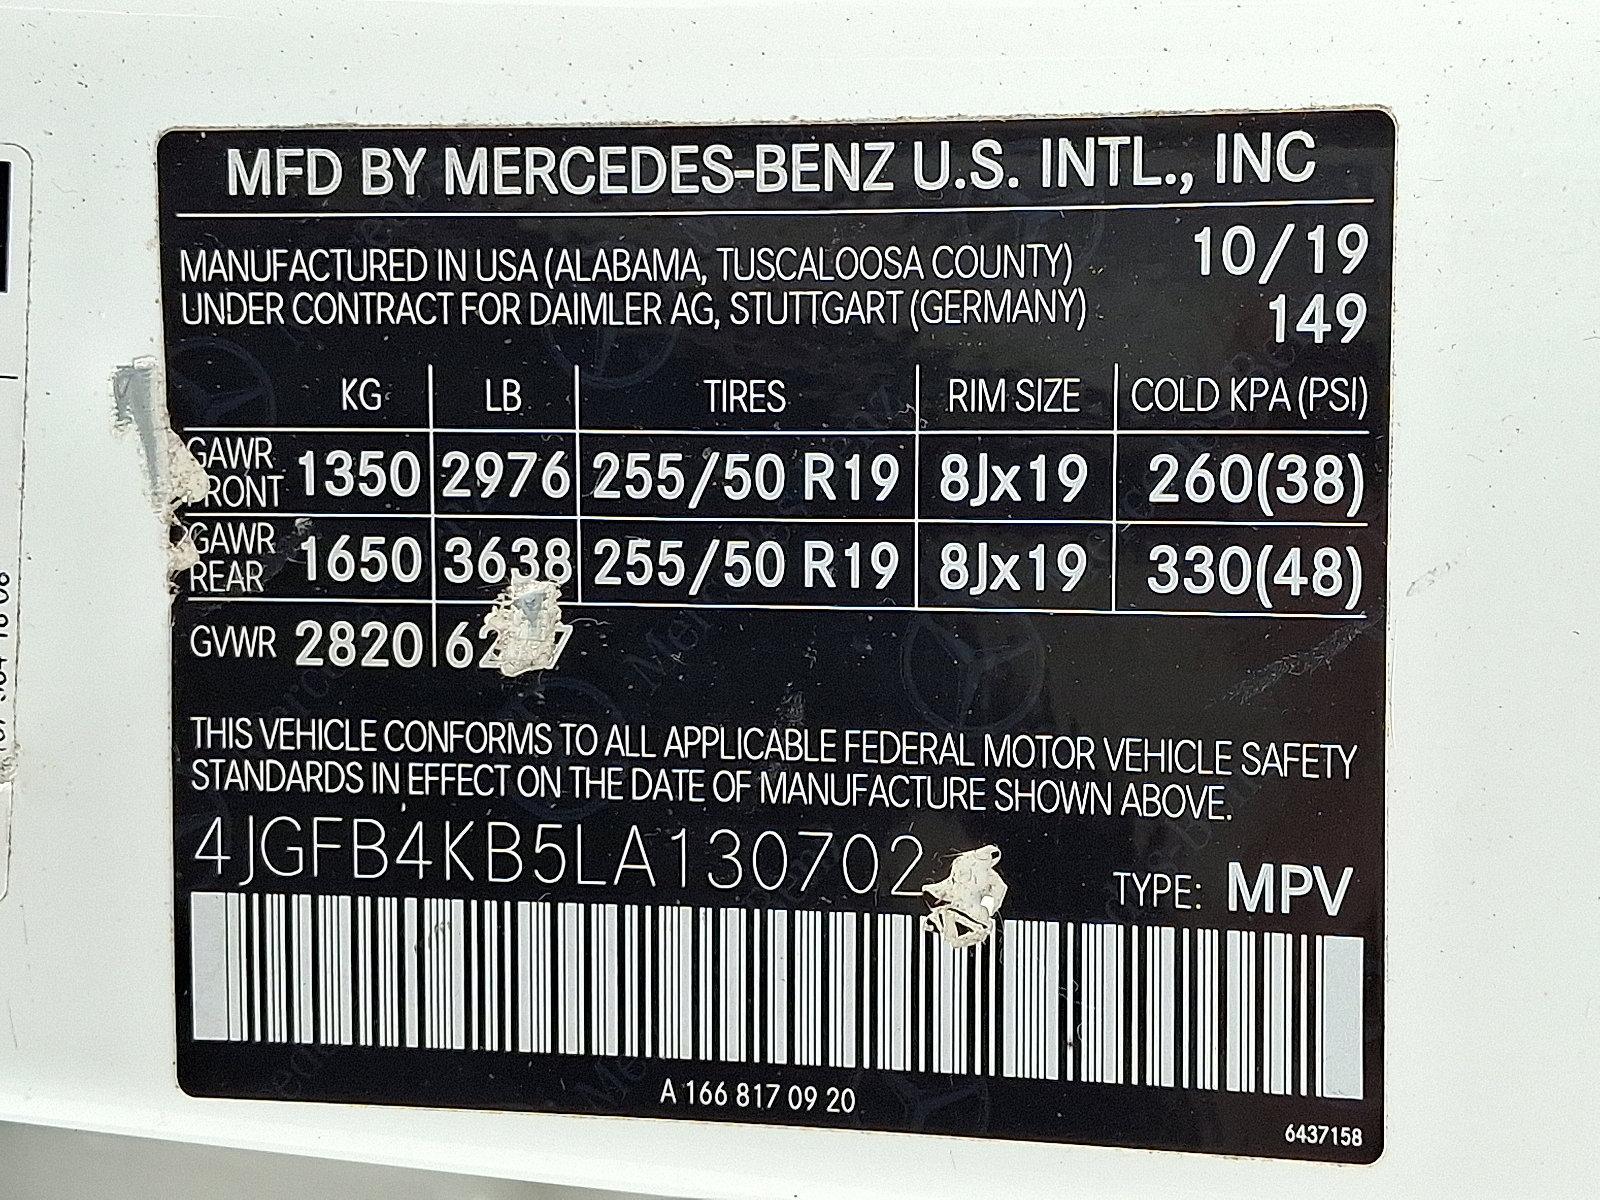 MFD BY MERCEDES-BENZ U.S. INTL., INC
MANUFACTURED IN USA (ALABAMA, TUSCALOOSA COUNTY) 10/19
UNDER CONTRACT FOR DAIMLER AG, STUTTGART (GERMANY) 149
KG LB TIRES RIM SIZE COLD KPA (PSI)
GAWR FRONT 1350 2976 255/50 R19 8Jx19 260(38)
GAWR REAR 1650 3638 255/50 R19 8Jx19 330(48)
GVWR 2820
THIS VEHICLE CONFORMS TO ALL APPLICABLE FEDERAL MOTOR VEHICLE SAFETY
STANDARDS IN EFFECT ON THE DATE OF MANUFACTURE SHOWN ABOVE.
4JGFB4KB5LA130702
TYPE: MPV
A 166 817 09 20
6437158